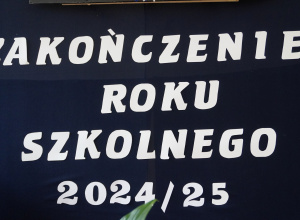 ZAKOŃCZENIE
ROKU
SZKOLNEGO
2024/25